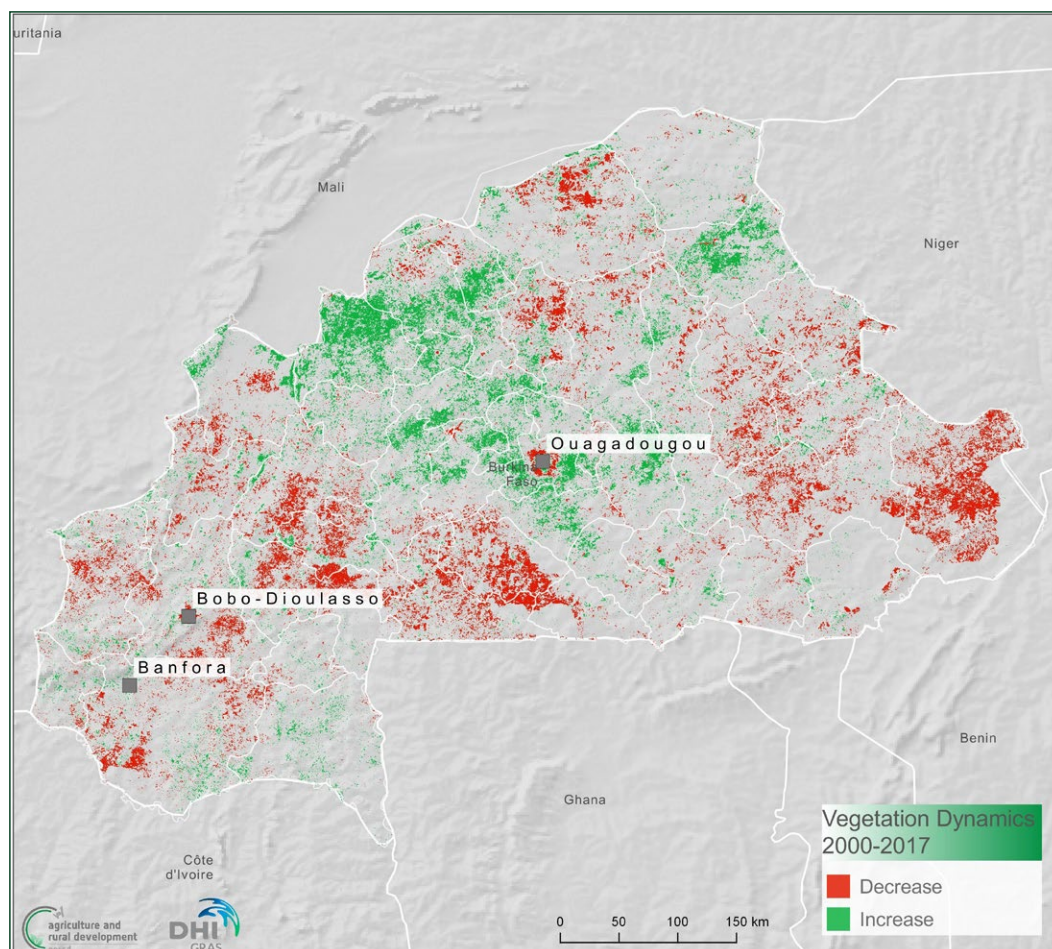 uritania
Mali
Niger
Ouagadougou
Burkina
Faso
Bobo-Dioulasso
Banfora
Benin
Ghana
Côte
d'Ivoire
Vegetation Dynamics
2000-2017
Decrease
Increase
agriculture and
rural development
DHI
GRAS
0 50 100 150 km